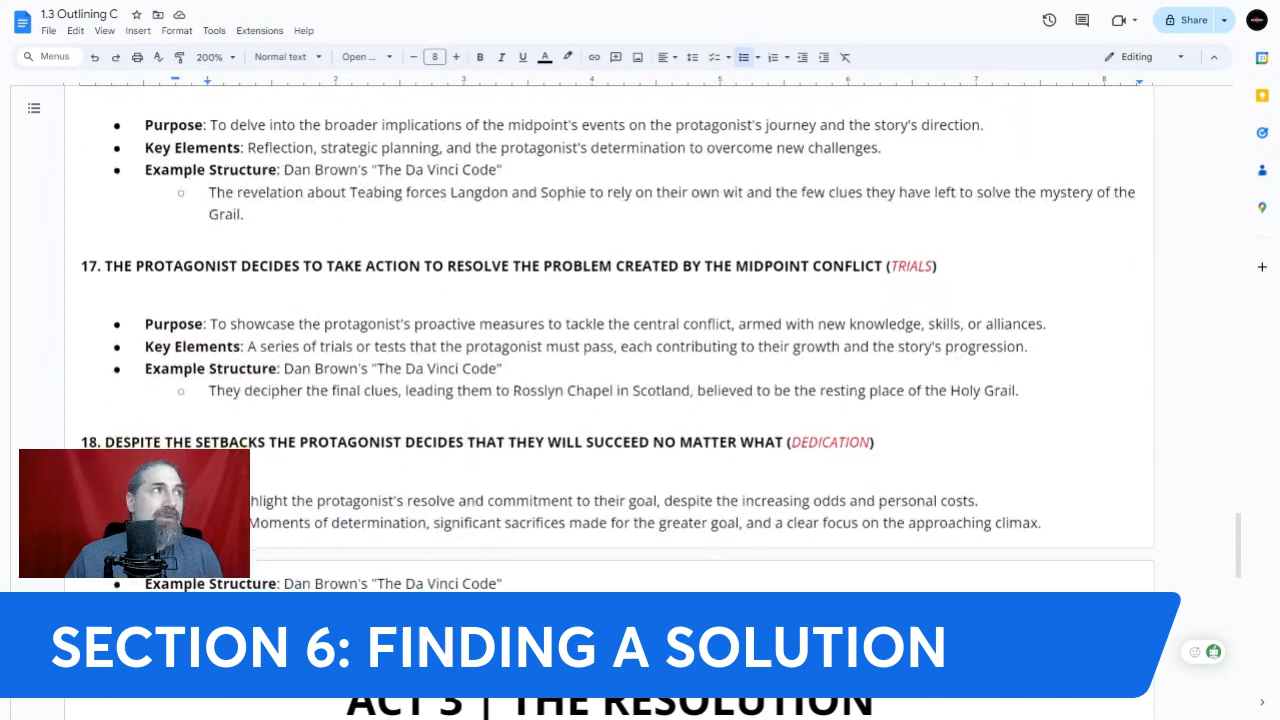 1.3 Outlining C
File Edit View Insert Format Tools Extensions Help
Share
Menus 200% Normal text Open ... 8 B I U A Editing
1 2 3 4 5 6 7 8
● Purpose: To delve into the broader implications of the midpoint's events on the protagonist's journey and the story's direction.
● Key Elements: Reflection, strategic planning, and the protagonist's determination to overcome new challenges.
● Example Structure: Dan Brown's "The Da Vinci Code"
○ The revelation about Teabing forces Langdon and Sophie to rely on their own wit and the few clues they have left to solve the mystery of the
Grail.
17. THE PROTAGONIST DECIDES TO TAKE ACTION TO RESOLVE THE PROBLEM CREATED BY THE MIDPOINT CONFLICT (TRIALS)
● Purpose: To showcase the protagonist's proactive measures to tackle the central conflict, armed with new knowledge, skills, or alliances.
● Key Elements: A series of trials or tests that the protagonist must pass, each contributing to their growth and the story's progression.
● Example Structure: Dan Brown's "The Da Vinci Code"
○ They decipher the final clues, leading them to Rosslyn Chapel in Scotland, believed to be the resting place of the Holy Grail.
18. DESPITE THE SETBACKS THE PROTAGONIST DECIDES THAT THEY WILL SUCCEED NO MATTER WHAT (DEDICATION)
hlight the protagonist's resolve and commitment to their goal, despite the increasing odds and personal costs.
Moments of determination, significant sacrifices made for the greater goal, and a clear focus on the approaching climax.
● Example Structure: Dan Brown's "The Da Vinci Code"
SECTION 6: FINDING A SOLUTION
ACT 3 | THE RESOLUTION